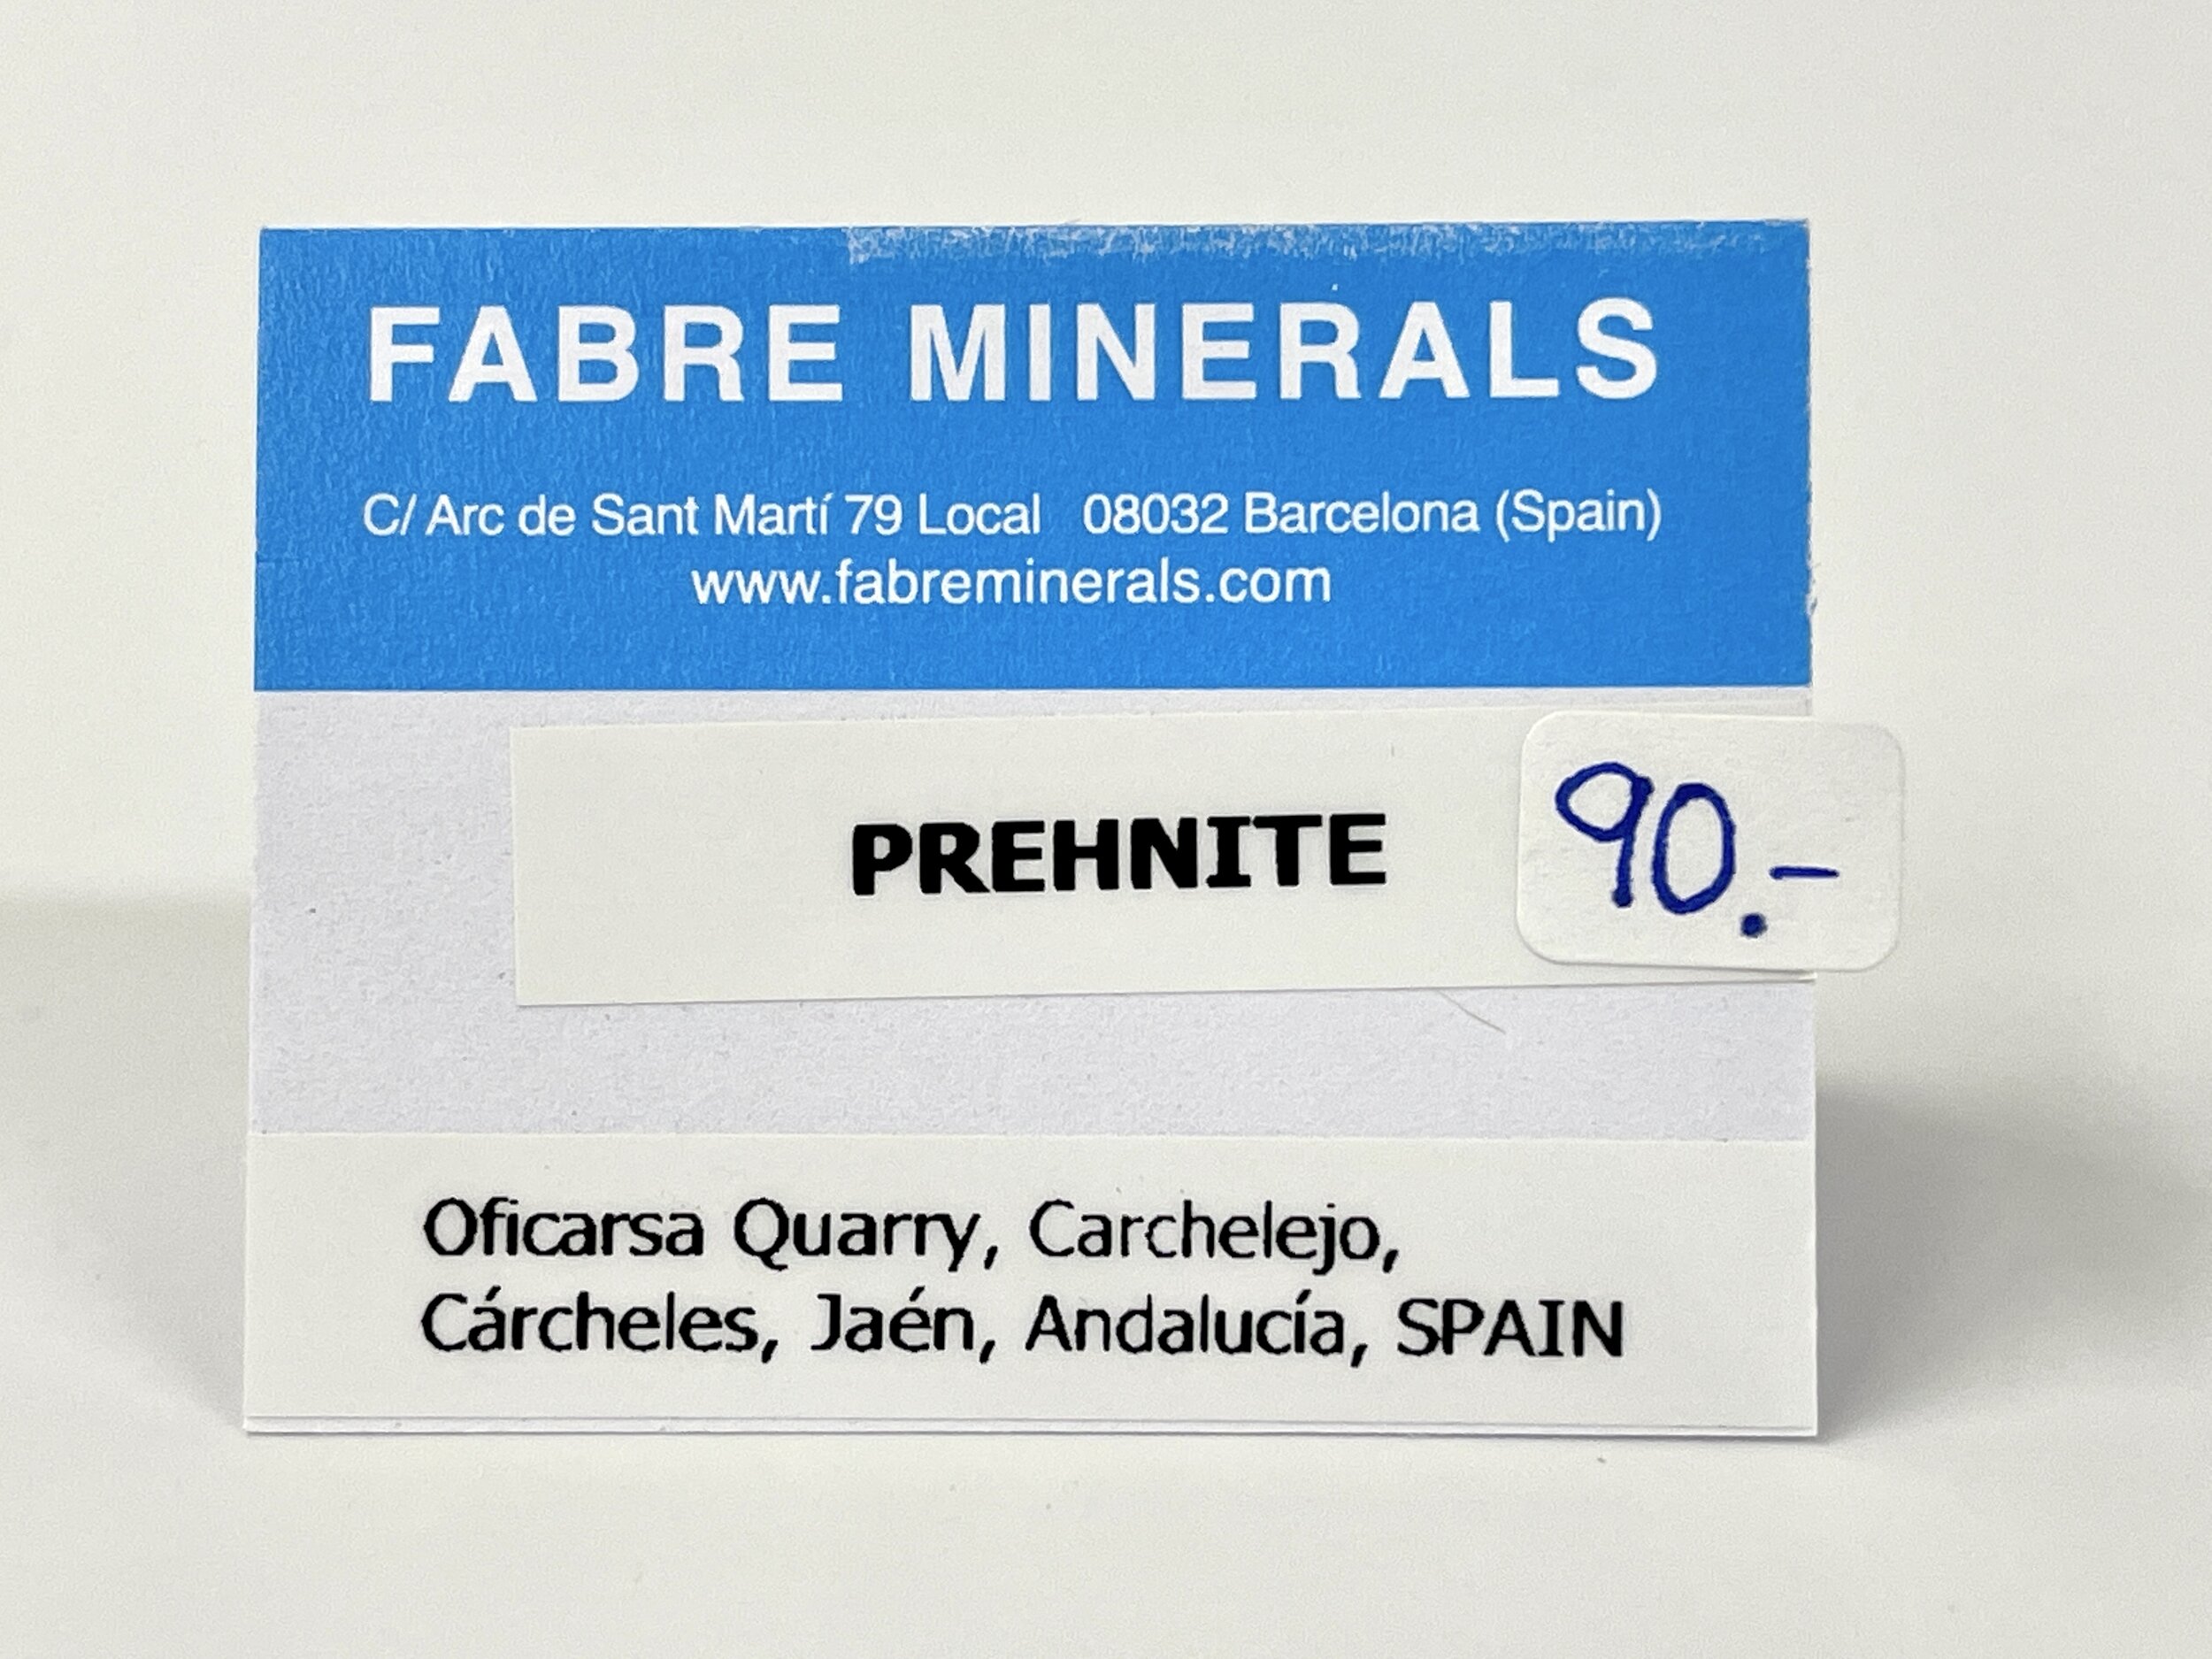 FABRE MINERALS
C/ Arc de Sant Martí 79 Local 08032 Barcelona (Spain)
www.fabreminerals.com
PREHNITE
90.-
Oficarsa Quarry, Carchelejo,
Cárcheles, Jaén, Andalucía, SPAIN